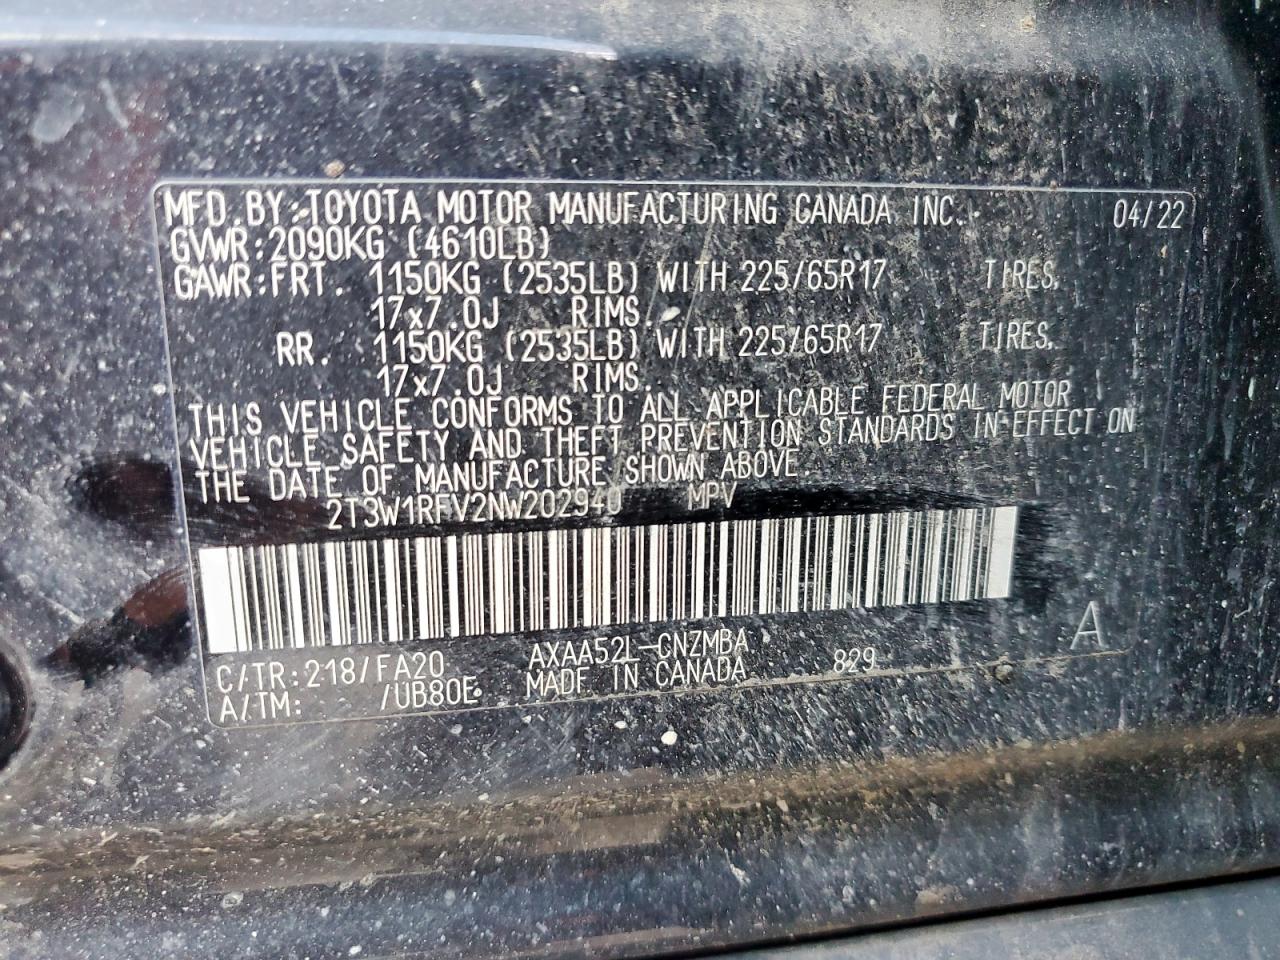 MFD.BY:TOYOTA MOTOR MANUFACTURING CANADA INC. 04/22
GVWR:2090KG (4610LB)
GAWR:FRT. 1150KG (2535LB) WITH 225/65R17 TIRES.
17x7.0J RIMS.
RR. 1150KG (2535LB) WITH 225/65R17 TIRES.
17x7.0J RIMS.
THIS VEHICLE CONFORMS TO ALL APPLICABLE FEDERAL MOTOR
VEHICLE SAFETY AND THEFT PREVENTION STANDARDS IN EFFECT ON
THE DATE OF MANUFACTURE SHOWN ABOVE.
2T3W1RFV2NW202940 MPV
C/TR:218/FA20 AXAA52L-CNZMBA 829 A
A/TM: /UB80E MADE IN CANADA